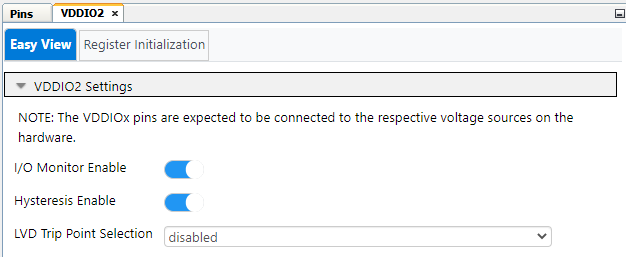 Pins VDDIO2 ×
Easy View Register Initialization
VDDIO2 Settings
NOTE: The VDDIOx pins are expected to be connected to the respective voltage sources on the
hardware.
I/O Monitor Enable
Hysteresis Enable
LVD Trip Point Selection disabled